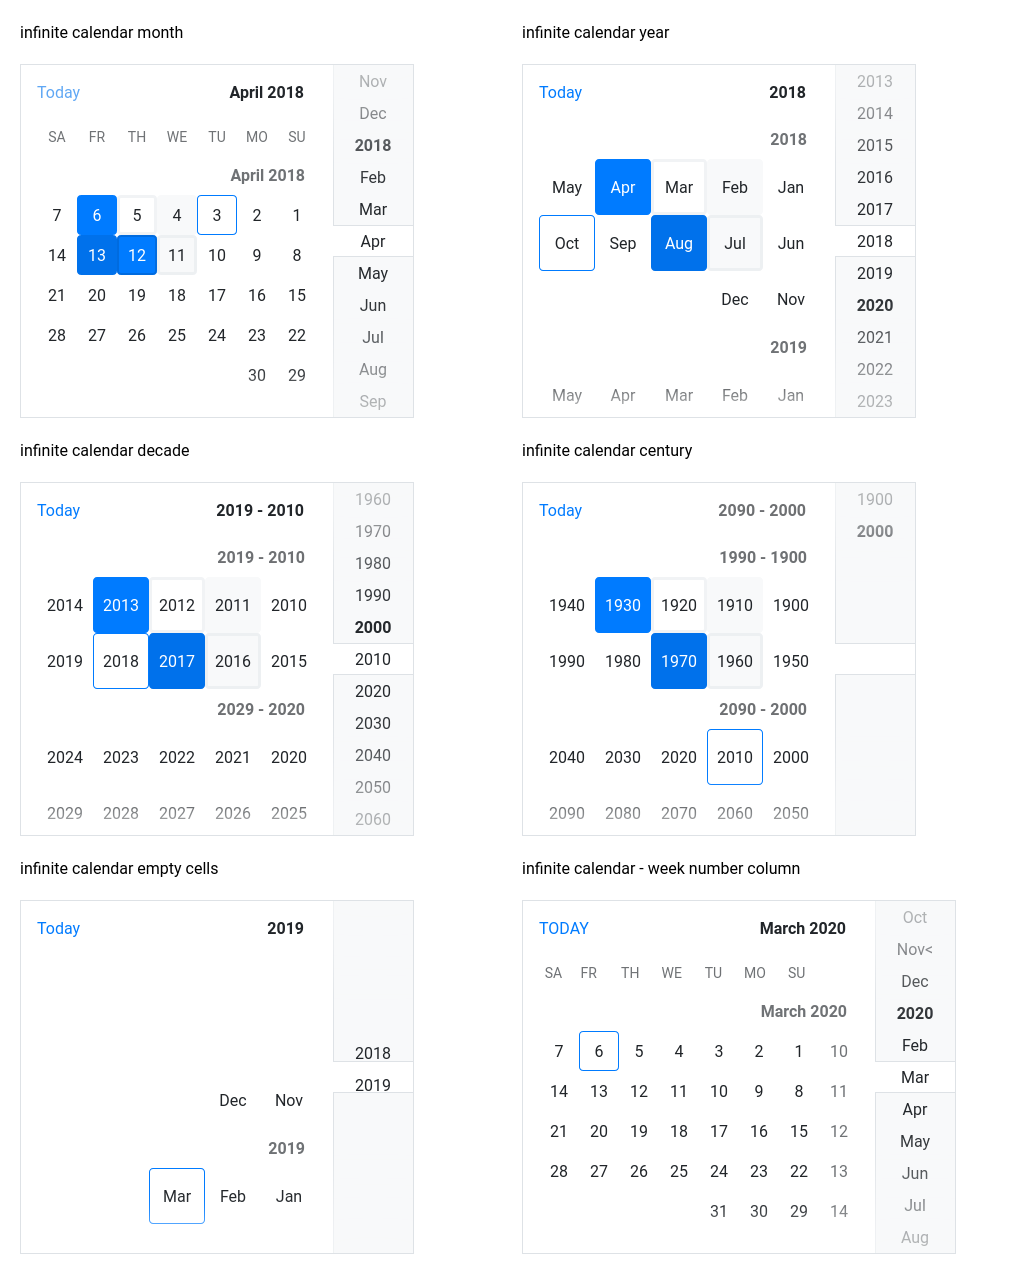 infinite calendar month
Today April 2018
SA FR TH WE TU MO SU
April 2018
7 6 5 4 3 2 1
14 13 12 11 10 9 8
21 20 19 18 17 16 15
28 27 26 25 24 23 22
30 29
Nov
Dec
2018
Feb
Mar
Apr
May
Jun
Jul
Aug
Sep
infinite calendar year
Today 2018
2018
May Apr Mar Feb Jan
Oct Sep Aug Jul Jun
Dec Nov
2019
May Apr Mar Feb Jan
2013
2014
2015
2016
2017
2018
2019
2020
2021
2022
2023
infinite calendar decade
Today 2019 - 2010
2019 - 2010
2014 2013 2012 2011 2010
2019 2018 2017 2016 2015
2029 - 2020
2024 2023 2022 2021 2020
2029 2028 2027 2026 2025
1960
1970
1980
1990
2000
2010
2020
2030
2040
2050
2060
infinite calendar century
Today 2090 - 2000
1990 - 1900
1940 1930 1920 1910 1900
1990 1980 1970 1960 1950
2090 - 2000
2040 2030 2020 2010 2000
2090 2080 2070 2060 2050
1900
2000
infinite calendar empty cells
Today 2019
Dec Nov
2019
Mar Feb Jan
2018
2019
infinite calendar - week number column
TODAY March 2020
SA FR TH WE TU MO SU
March 2020
7 6 5 4 3 2 1 10
14 13 12 11 10 9 8 11
21 20 19 18 17 16 15 12
28 27 26 25 24 23 22 13
31 30 29 14
Oct
Nov<
Dec
2020
Feb
Mar
Apr
May
Jun
Jul
Aug